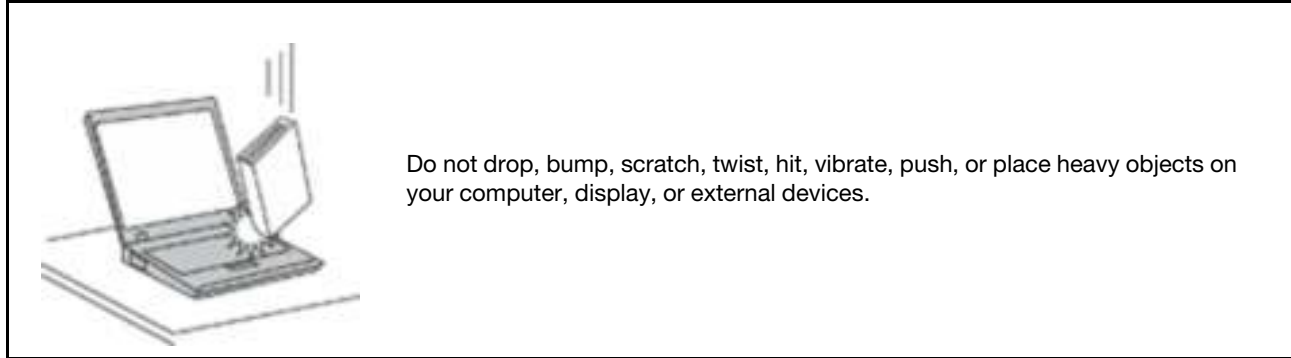 Do not drop, bump, scratch, twist, hit, vibrate, push, or place heavy objects on
your computer, display, or external devices.